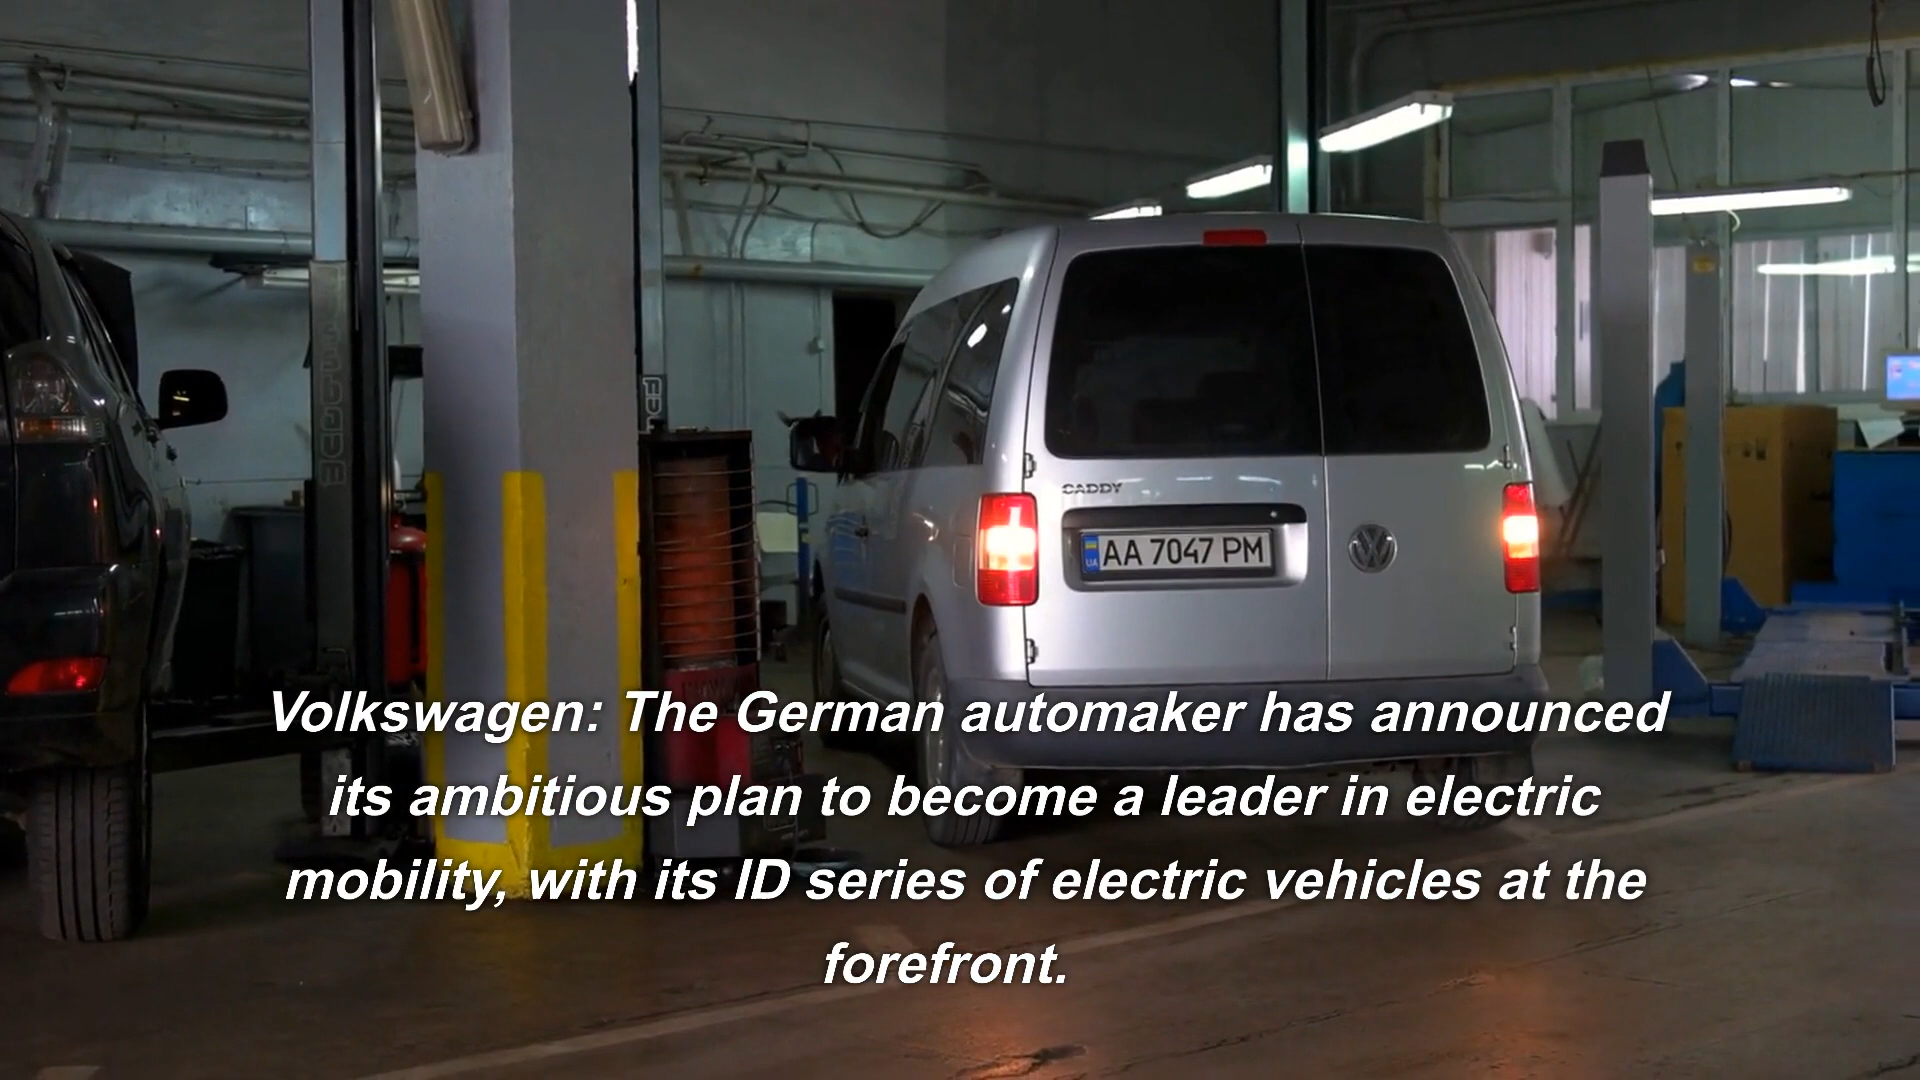 CADDY
UA
AA 7047 PM
Volkswagen: The German automaker has announced
its ambitious plan to become a leader in electric
mobility, with its ID series of electric vehicles at the
forefront.